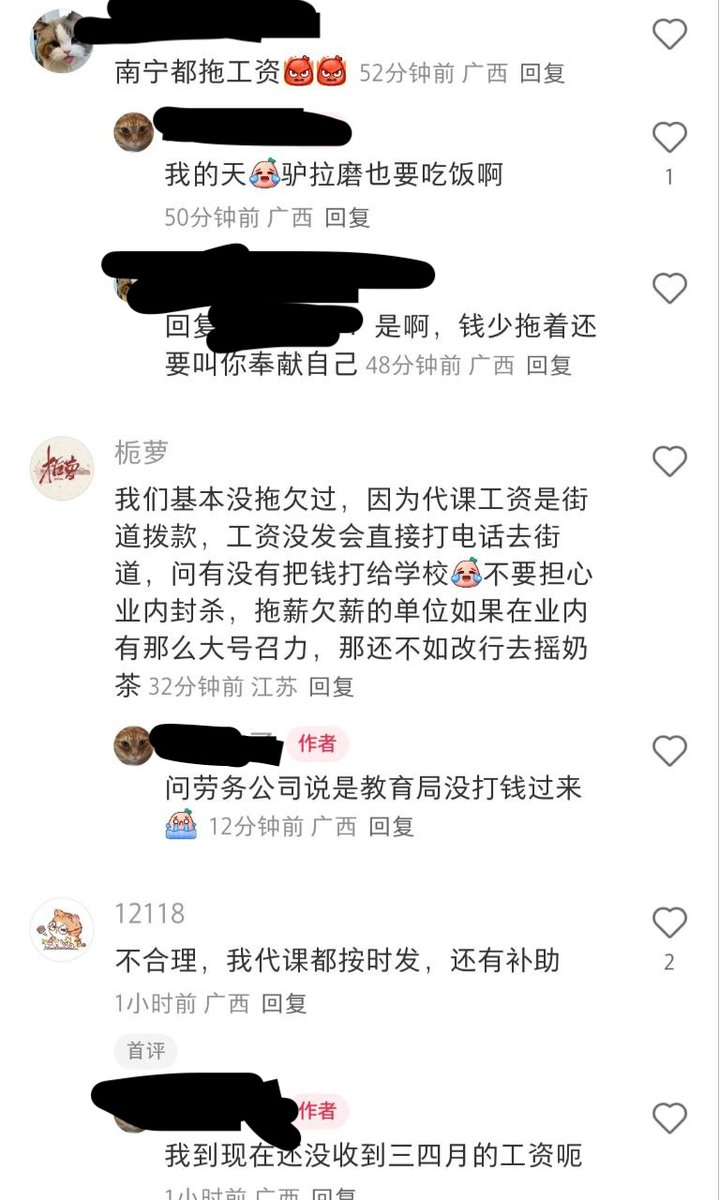 南宁都拖工资 52分钟前 广西 回复
我的天 驴拉磨也要吃饭啊
50分钟前 广西 回复
1
回复 是啊，钱少拖着还
要叫你奉献自己 48分钟前 广西 回复
栀萝
栀萝
我们基本没拖欠过，因为代课工资是街
道拨款，工资没发会直接打电话去街
道，问有没有把钱打给学校 不要担心
业内封杀，拖薪欠薪的单位如果在业内
有那么大号召力，那还不如改行去摇奶
茶 32分钟前 江苏 回复
作者
问劳务公司说是教育局没打钱过来
12分钟前 广西 回复
12118
不合理，我代课都按时发，还有补助
2
1小时前 广西 回复
首评
作者
我到现在还没收到三四月的工资呃
1小时前 广西 回复